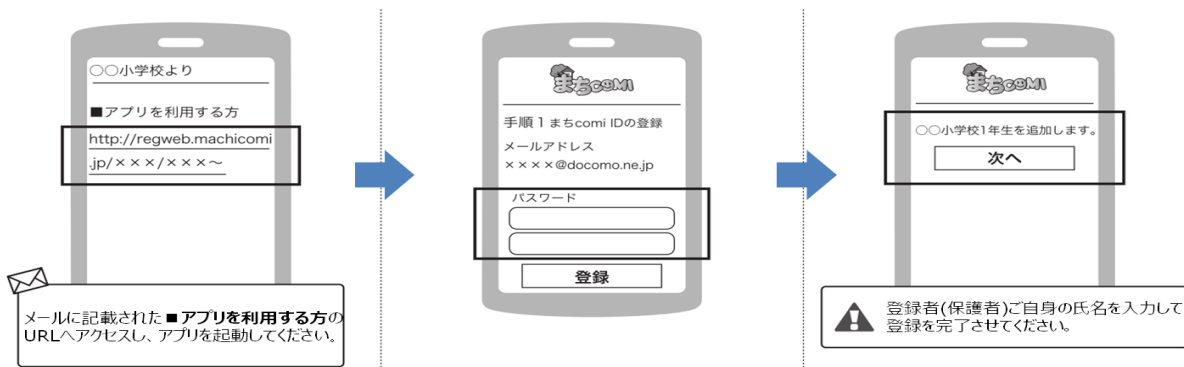 ○○小学校より
■アプリを利用する方
http://regweb.machicomi
.jp/×××/×××～
メールに記載された■アプリを利用する方の
URLへアクセスし、アプリを起動してください。
まちcomi
手順１まちcomi IDの登録
メールアドレス
××××@docomo.ne.jp
パスワード
登録
まちcomi
○○小学校1年生を追加します。
次へ
登録者(保護者)ご自身の氏名を入力して
登録を完了させてください。